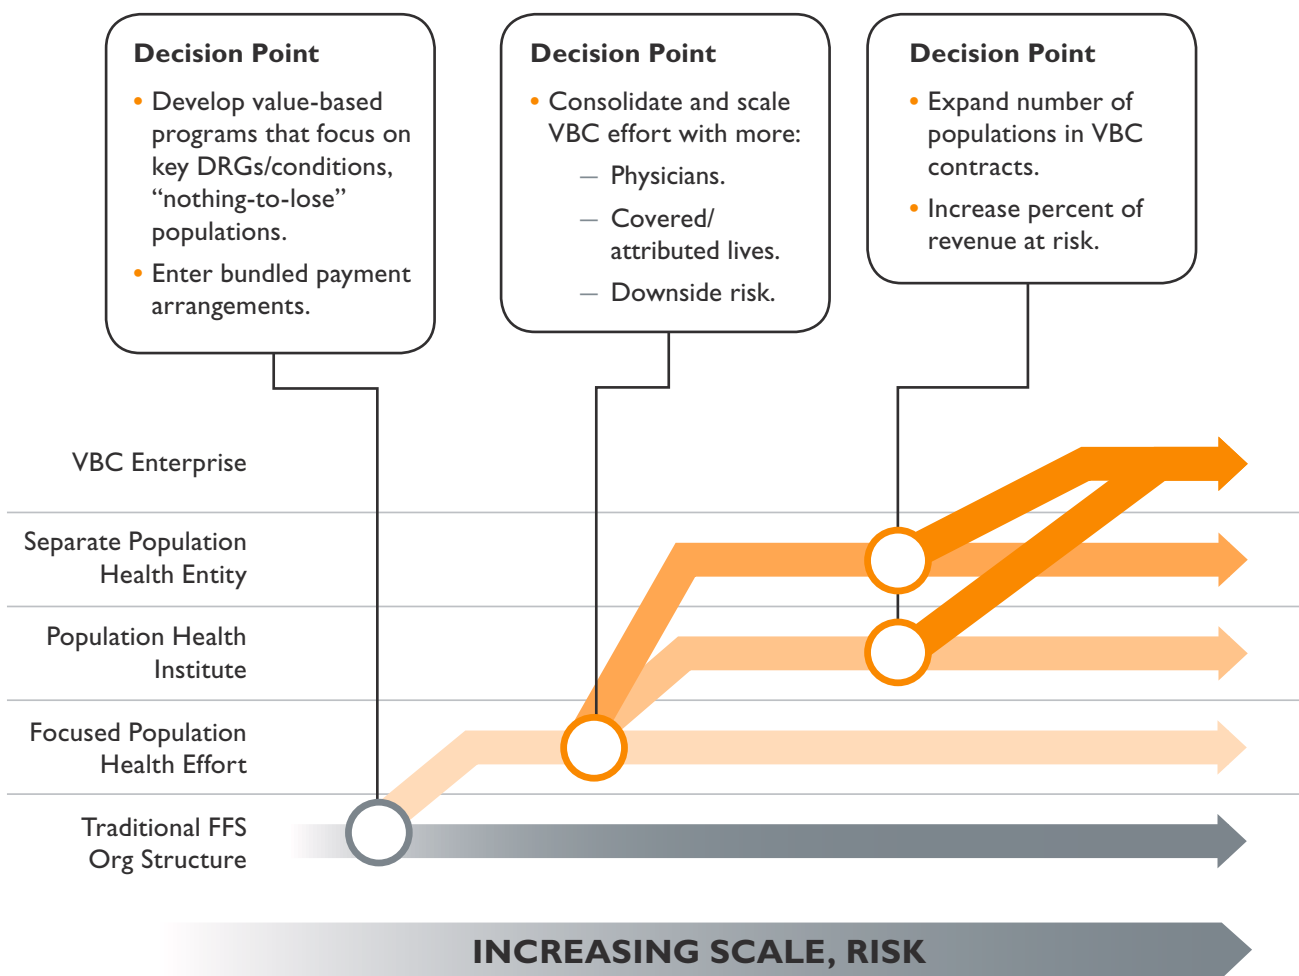 Decision Point
• Develop value-based
programs that focus on
key DRGs/conditions,
“nothing-to-lose”
populations.
• Enter bundled payment
arrangements.
Decision Point
• Consolidate and scale
VBC effort with more:
— Physicians.
— Covered/
attributed lives.
— Downside risk.
Decision Point
• Expand number of
populations in VBC
contracts.
• Increase percent of
revenue at risk.
VBC Enterprise
Separate Population
Health Entity
Population Health
Institute
Focused Population
Health Effort
Traditional FFS
Org Structure
INCREASING SCALE, RISK